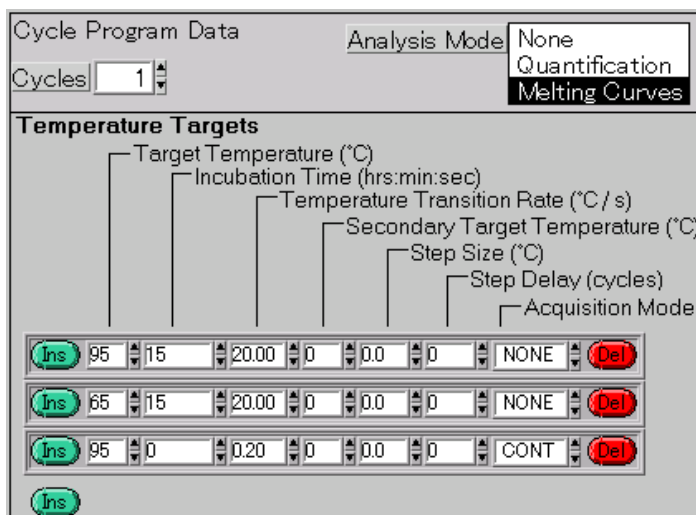 Cycle Program Data
Analysis Mode
None
Quantification
Melting Curves
Cycles 1
Temperature Targets
Target Temperature (°C)
Incubation Time (hrs:min:sec)
Temperature Transition Rate (°C / s)
Secondary Target Temperature (°C)
Step Size (°C)
Step Delay (cycles)
Acquisition Mode
Ins 95 15 20.00 0 0.0 0 NONE Del
Ins 65 15 20.00 0 0.0 0 NONE Del
Ins 95 0 0.20 0 0.0 0 CONT Del
Ins